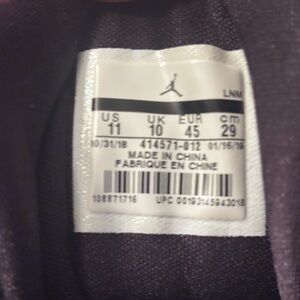 LNM
US UK EUR cm
11 10 45 29
10/31/18 414571-012 01/16/19
MADE IN CHINA
FABRIQUE EN CHINE
108871716 UPC 00193145943018